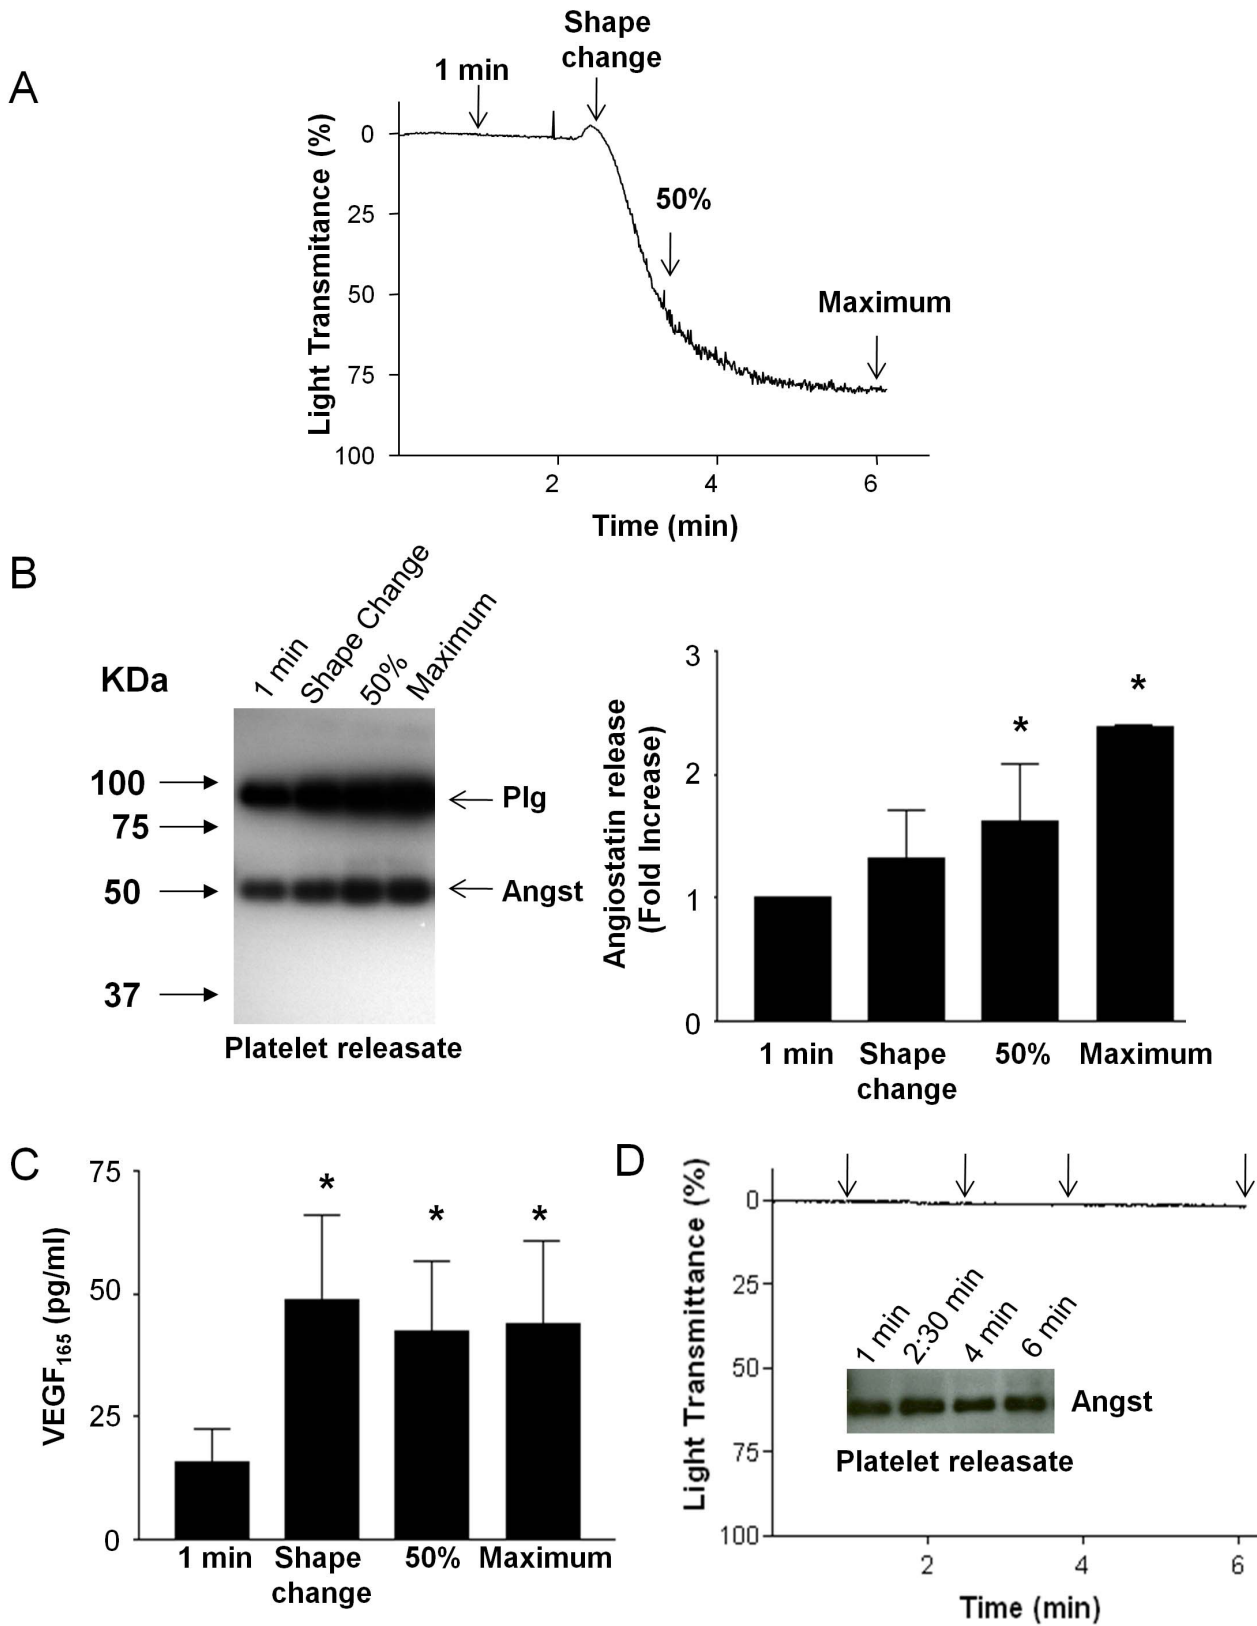 A
Shape
change
1 min
50%
Maximum
Light Transmitance (%)
0
25
50
75
100
2
4
6
Time (min)
B
KDa
1 min
Shape Change
50%
Maximum
100
75
50
37
Plg
Angst
Platelet releasate
Angiostatin release
(Fold Increase)
3
2
1
0
*
*
1 min
Shape
change
50%
Maximum
C
VEGF165 (pg/ml)
75
50
25
0
*
*
*
1 min
Shape
change
50%
Maximum
D
Light Transmittance (%)
0
25
50
75
100
1 min
2:30 min
4 min
6 min
Angst
Platelet releasate
2
4
6
Time (min)